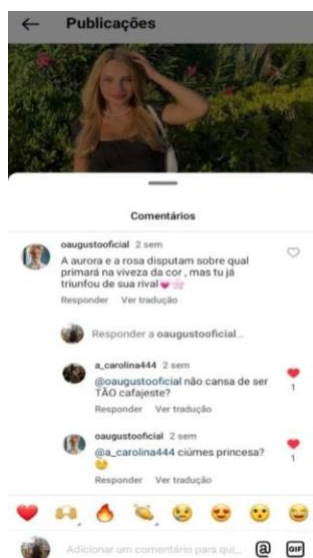 Publicações
Comentários
oaugustooficial 2 sem
A aurora e a rosa disputam sobre qual
primará na viveza da cor , mas tu já
triunfou de sua rival
Responder Ver tradução
Responder a oaugustooficial...
a_carolina444 2 sem
@oaugustooficial não cansa de ser
TÃO cafajeste?
1
Responder Ver tradução
oaugustooficial 2 sem
@a_carolina444 ciúmes princesa?
1
Responder Ver tradução
Adicionar um comentário para qui...
@ GIF